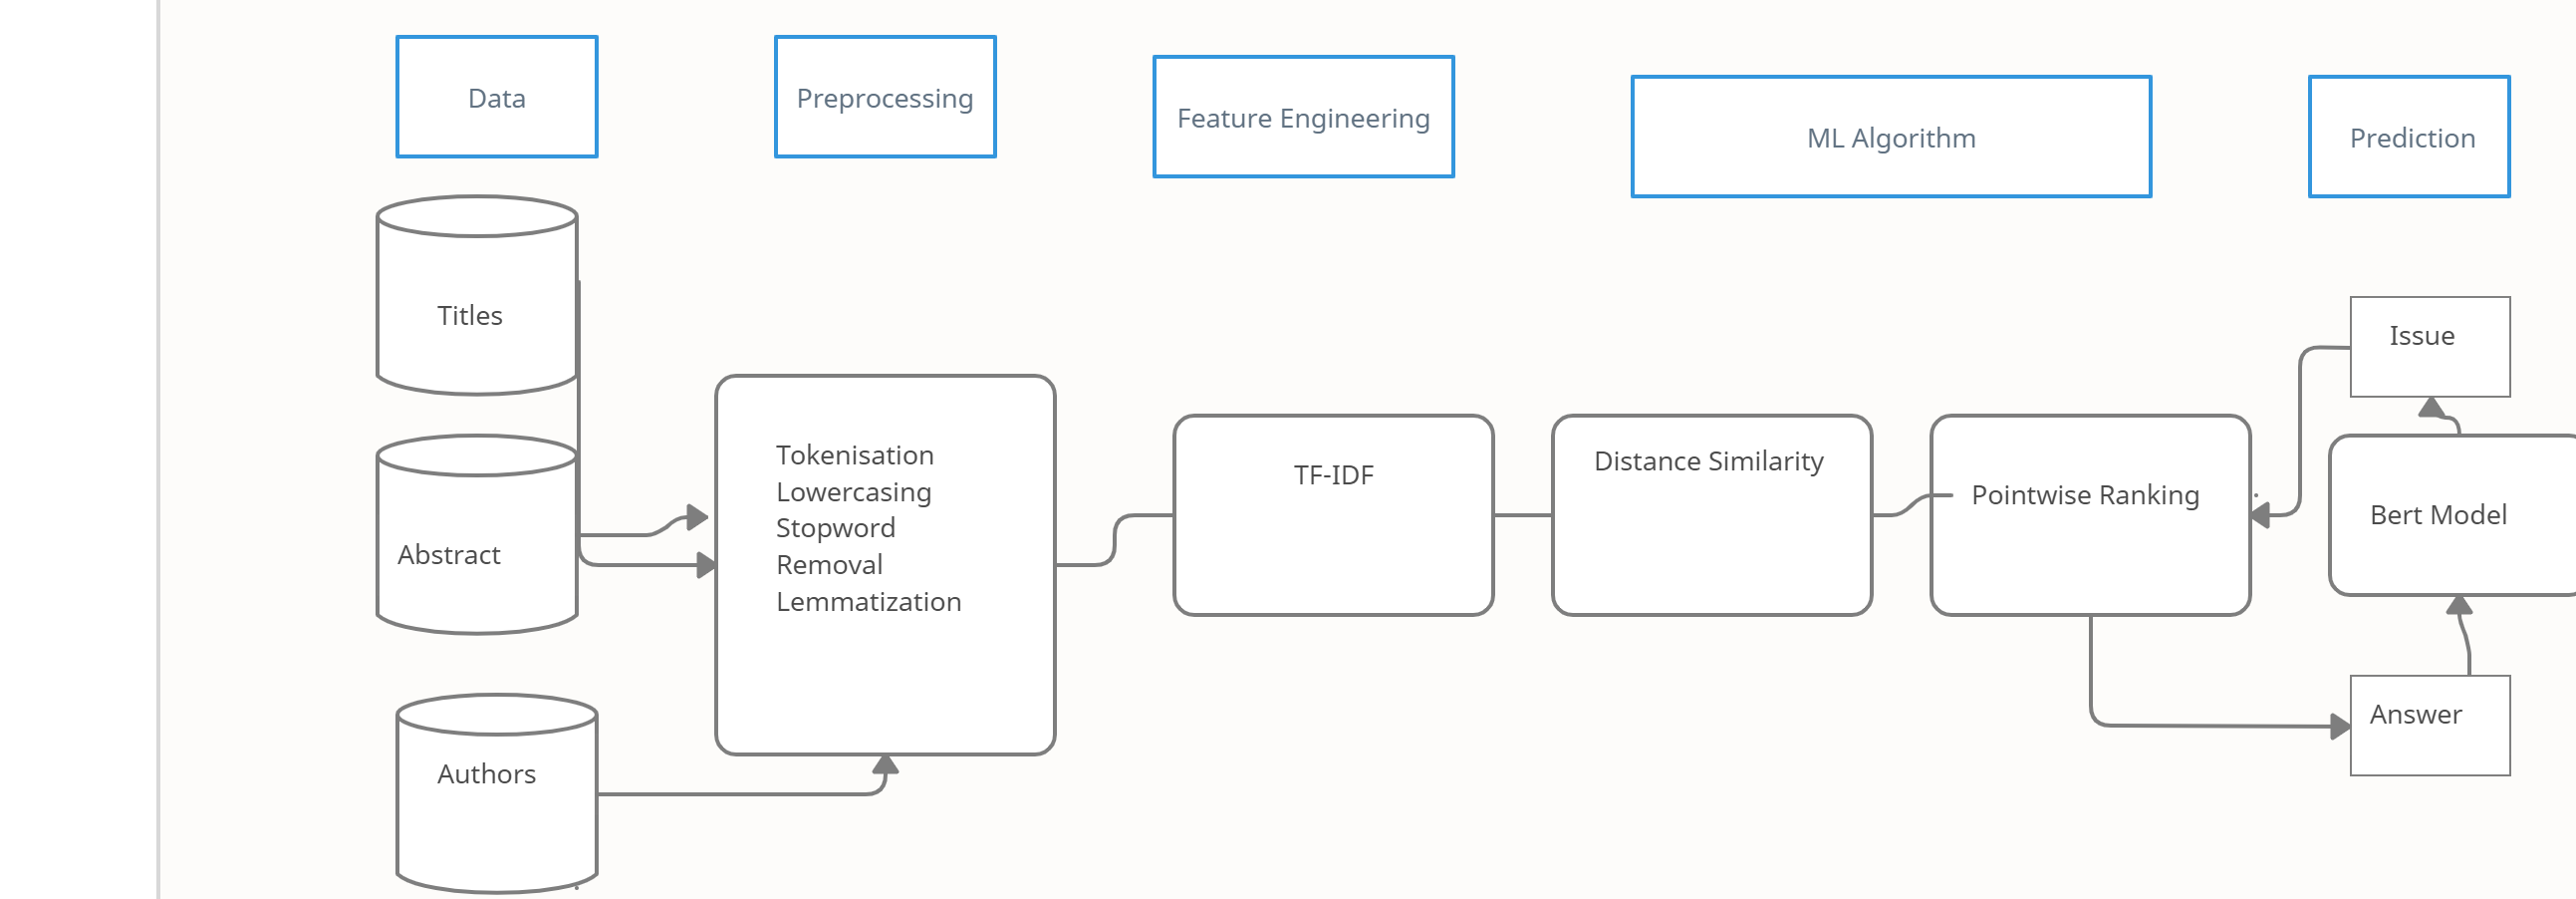 Data
Preprocessing
Feature Engineering
ML Algorithm
Prediction
Titles
Abstract
Authors
Tokenisation
Lowercasing
Stopword
Removal
Lemmatization
TF-IDF
Distance Similarity
Pointwise Ranking
Issue
Bert Model
Answer